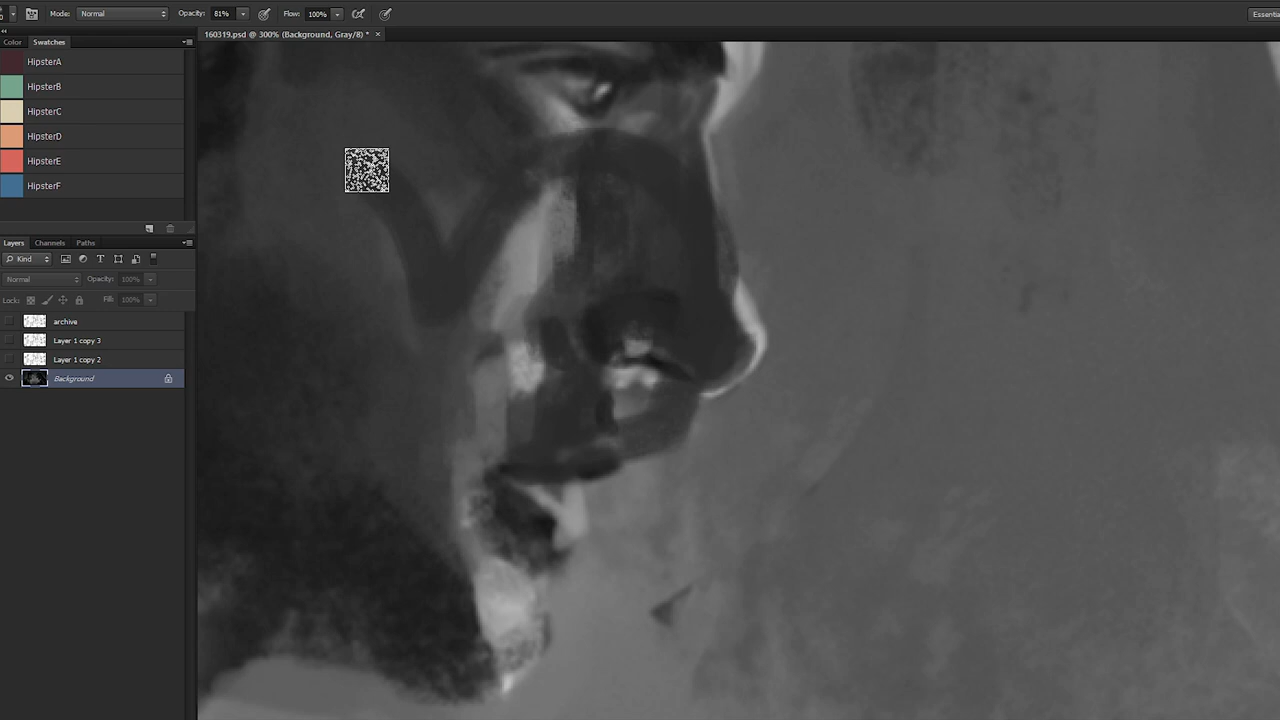 Mode: Normal Opacity: 81% Flow: 100% Essentia
160319.psd @ 300% (Background, Gray/8) * ×
Color Swatches
HipsterA
HipsterB
HipsterC
HipsterD
HipsterE
HipsterF
Layers Channels Paths
Kind
Normal Opacity: 100%
Lock: Fill: 100%
archive
Layer 1 copy 3
Layer 1 copy 2
Background